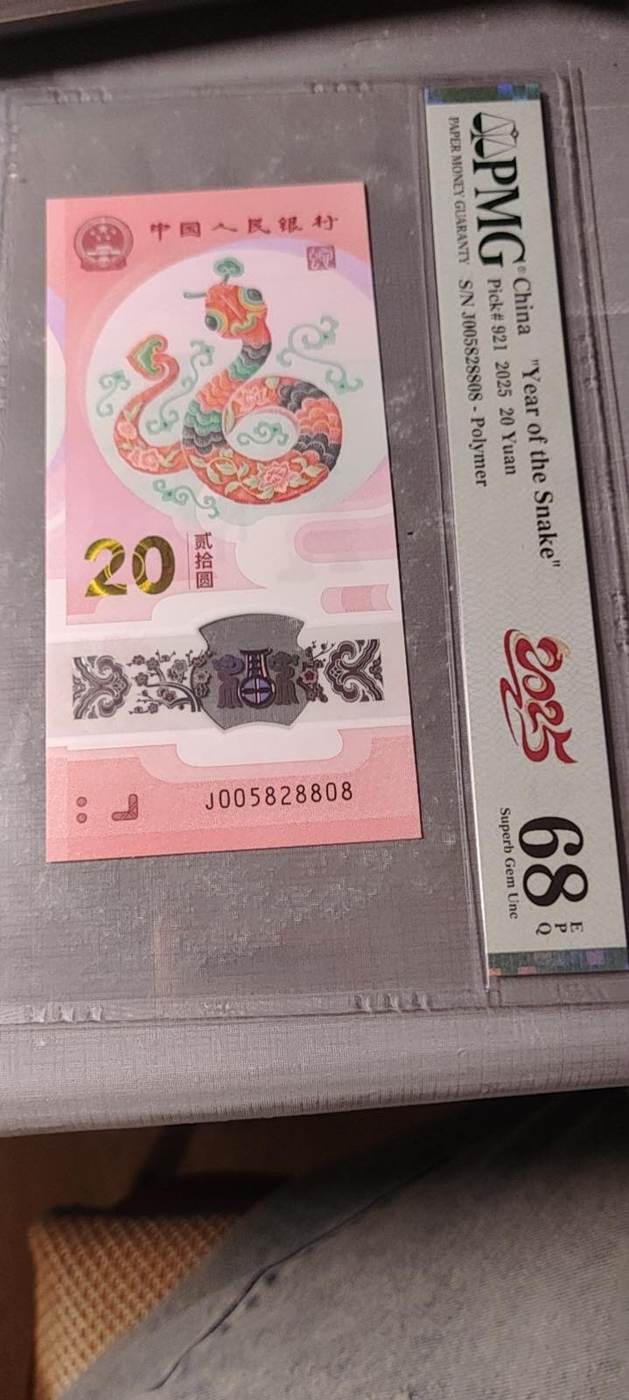 PMG®
PAPER MONEY GUARANTY
China "Year of the Snake"
Pick# 921 2025 20 Yuan
S/N J005828808 - Polymer
2025
68 EPQ
Superb Gem Unc
中国人民银行
20
贰拾圆
J005828808